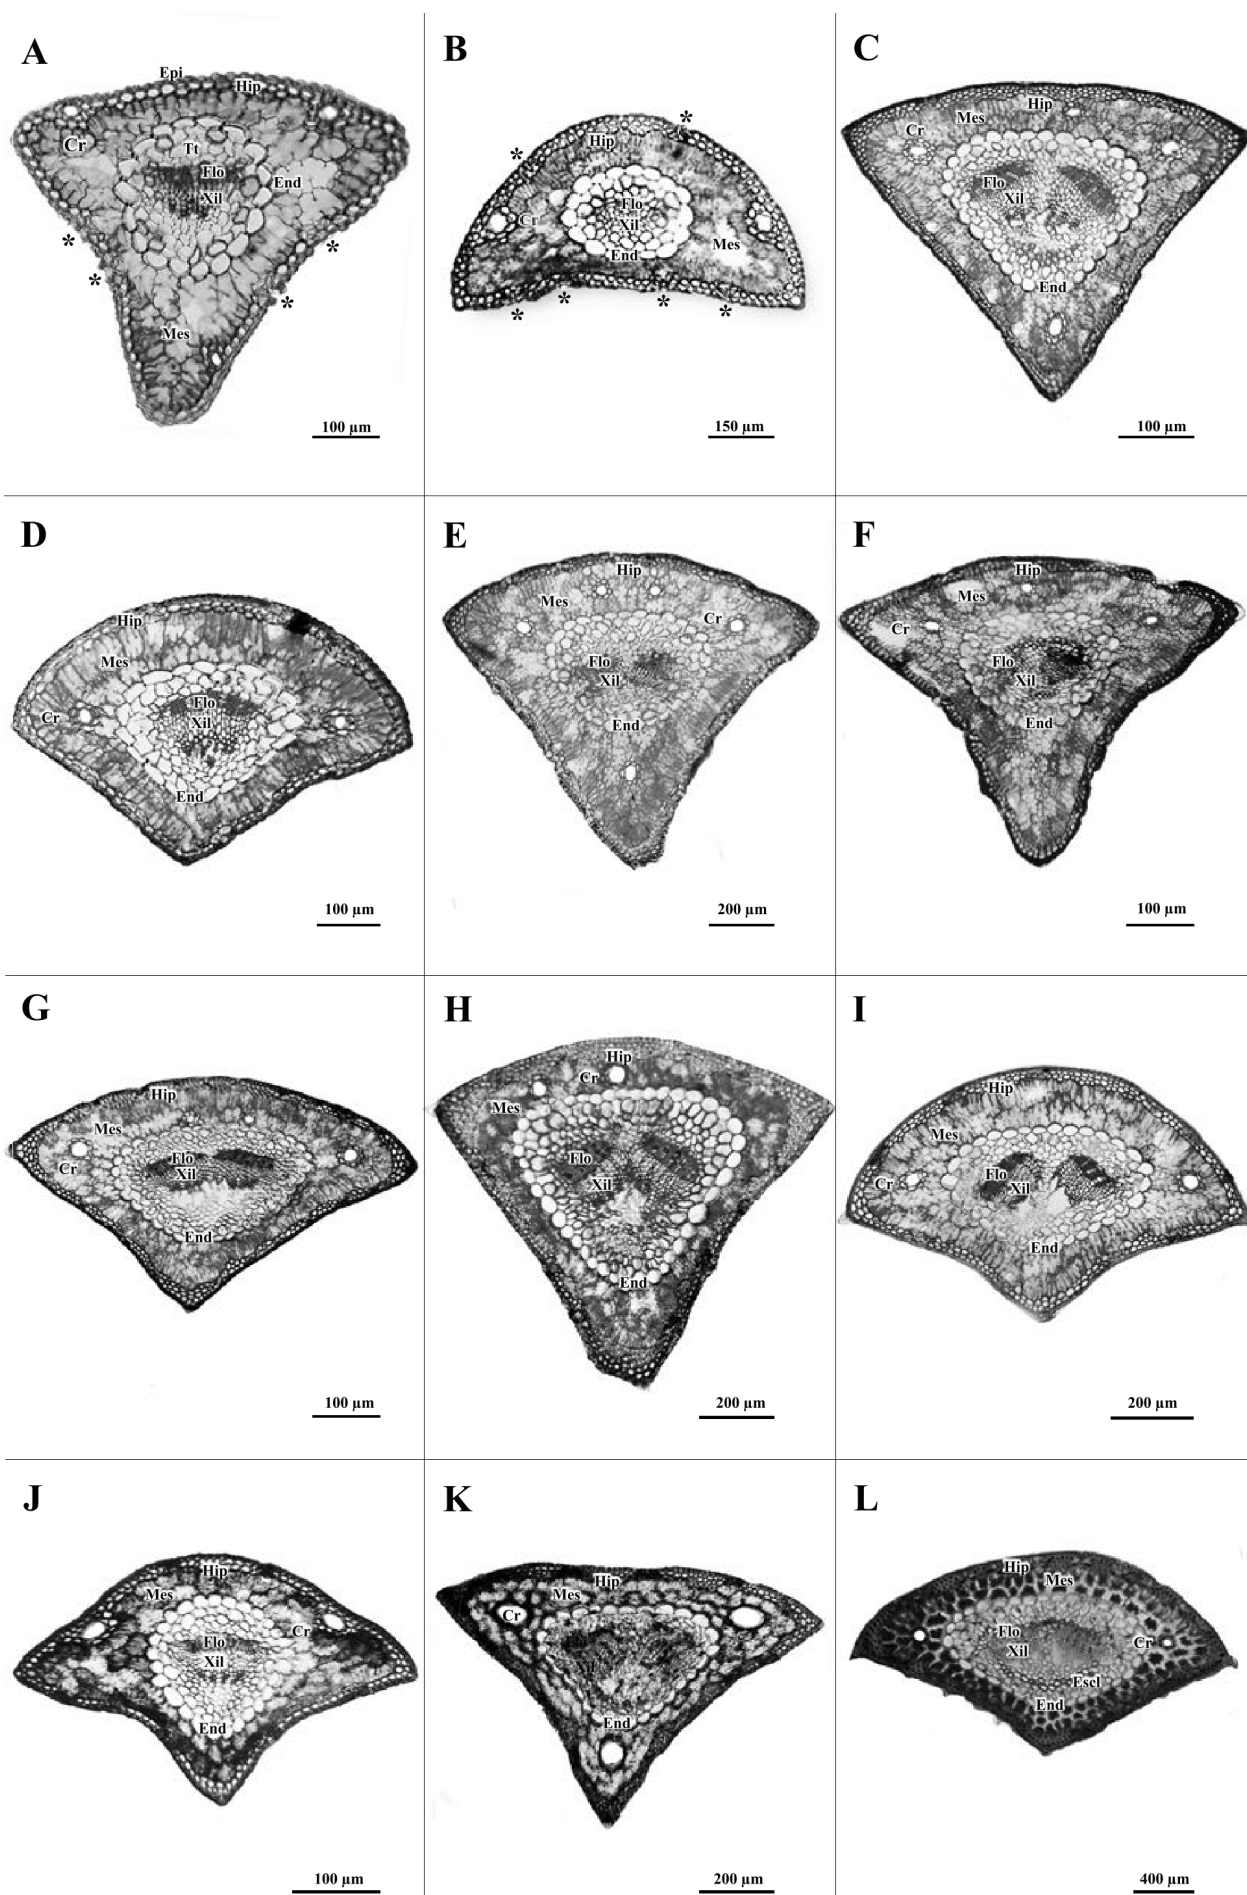 A
Epi
Hip
Cr
Tt
Flo
End
Xil
*
*
*
*
Mes
100 µm
B
*
Hip
*
Cr
Flo
Xil
Mes
End
*
*
*
*
150 µm
C
Hip
Mes
Cr
Flo
Xil
End
100 µm
D
Hip
Mes
Cr
Flo
Xil
End
100 µm
E
Hip
Mes
Cr
Flo
Xil
End
200 µm
F
Hip
Mes
Cr
Flo
Xil
End
100 µm
G
Hip
Mes
Cr
Flo
Xil
End
100 µm
H
Hip
Cr
Mes
Flo
Xil
End
200 µm
I
Hip
Mes
Flo
Cr
Xil
End
200 µm
J
Hip
Mes
Cr
Flo
Xil
End
100 µm
K
Mes
Hip
Cr
Flo
Xil
End
200 µm
L
Hip
Mes
Flo
Cr
Xil
Escl
End
400 µm